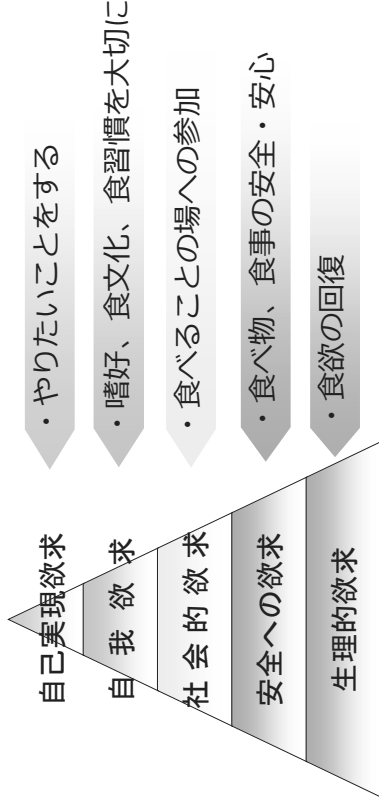 自己実現欲求
・やりたいことをする
自我欲求
・嗜好、食文化、食習慣を大切に
社会的欲求
・食べることの場への参加
安全への欲求
・食べ物、食事の安全・安心
生理的欲求
・食欲の回復